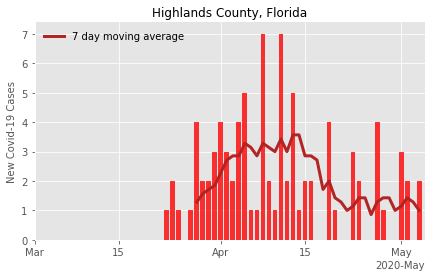 Highlands County, Florida
7 day moving average
New Covid-19 Cases
7
6
5
4
3
2
1
0
Mar
15
Apr
15
May
2020-May